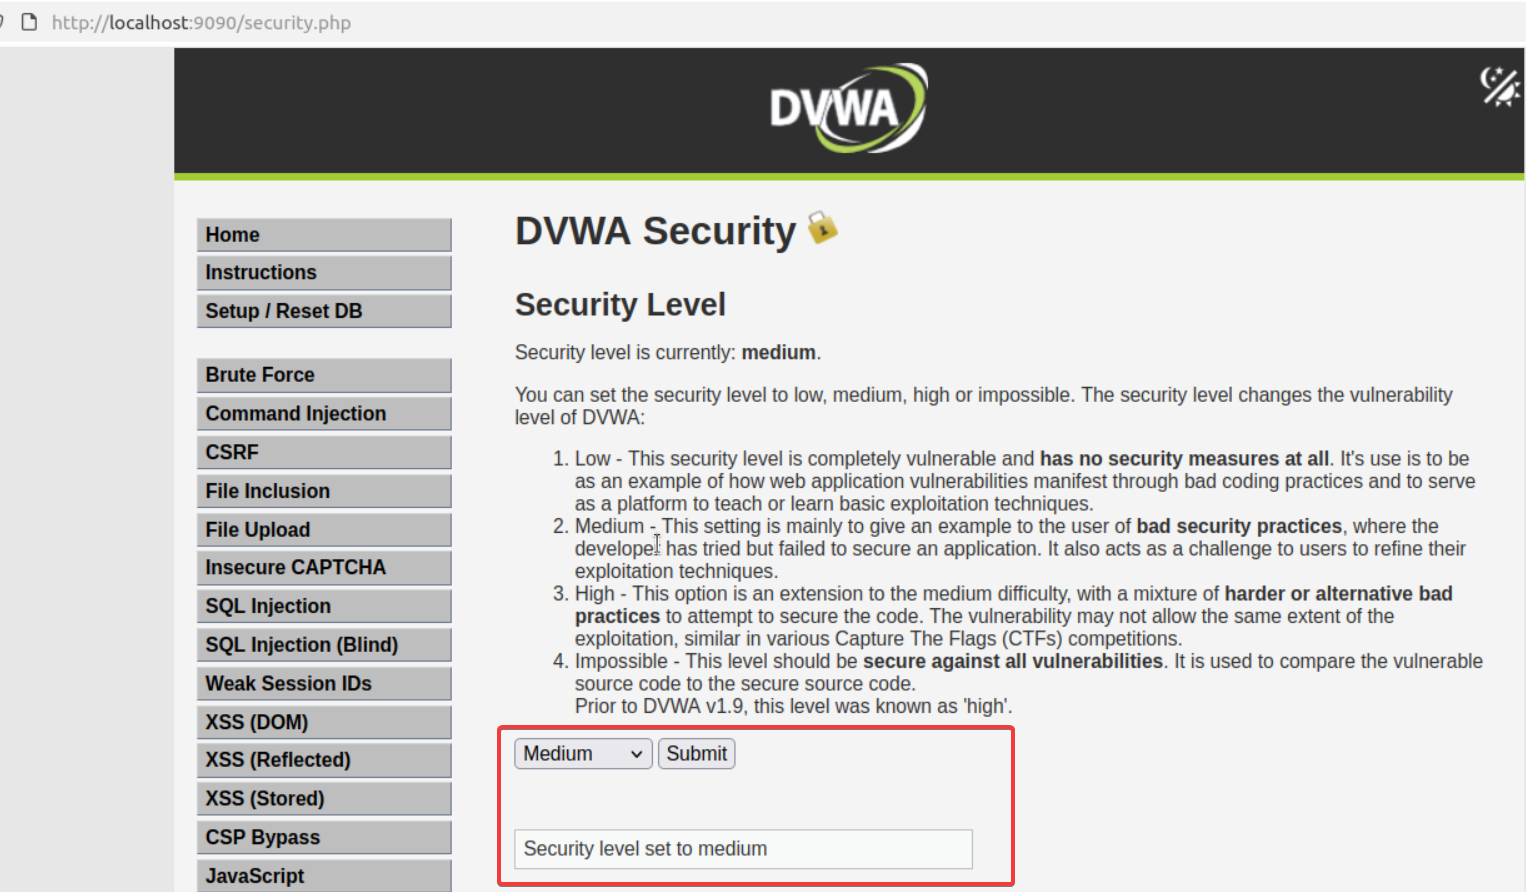 http://localhost:9090/security.php
DVWA
DVWA Security
Home
Instructions
Setup / Reset DB
Brute Force
Command Injection
CSRF
File Inclusion
File Upload
Insecure CAPTCHA
SQL Injection
SQL Injection (Blind)
Weak Session IDs
XSS (DOM)
XSS (Reflected)
XSS (Stored)
CSP Bypass
JavaScript
Security Level
Security level is currently: medium.
You can set the security level to low, medium, high or impossible. The security level changes the vulnerability
level of DVWA:
1. Low - This security level is completely vulnerable and has no security measures at all. It's use is to be
as an example of how web application vulnerabilities manifest through bad coding practices and to serve
as a platform to teach or learn basic exploitation techniques.
2. Medium - This setting is mainly to give an example to the user of bad security practices, where the
developer has tried but failed to secure an application. It also acts as a challenge to users to refine their
exploitation techniques.
3. High - This option is an extension to the medium difficulty, with a mixture of harder or alternative bad
practices to attempt to secure the code. The vulnerability may not allow the same extent of the
exploitation, similar in various Capture The Flags (CTFs) competitions.
4. Impossible - This level should be secure against all vulnerabilities. It is used to compare the vulnerable
source code to the secure source code.
Prior to DVWA v1.9, this level was known as 'high'.
Medium Submit
Security level set to medium